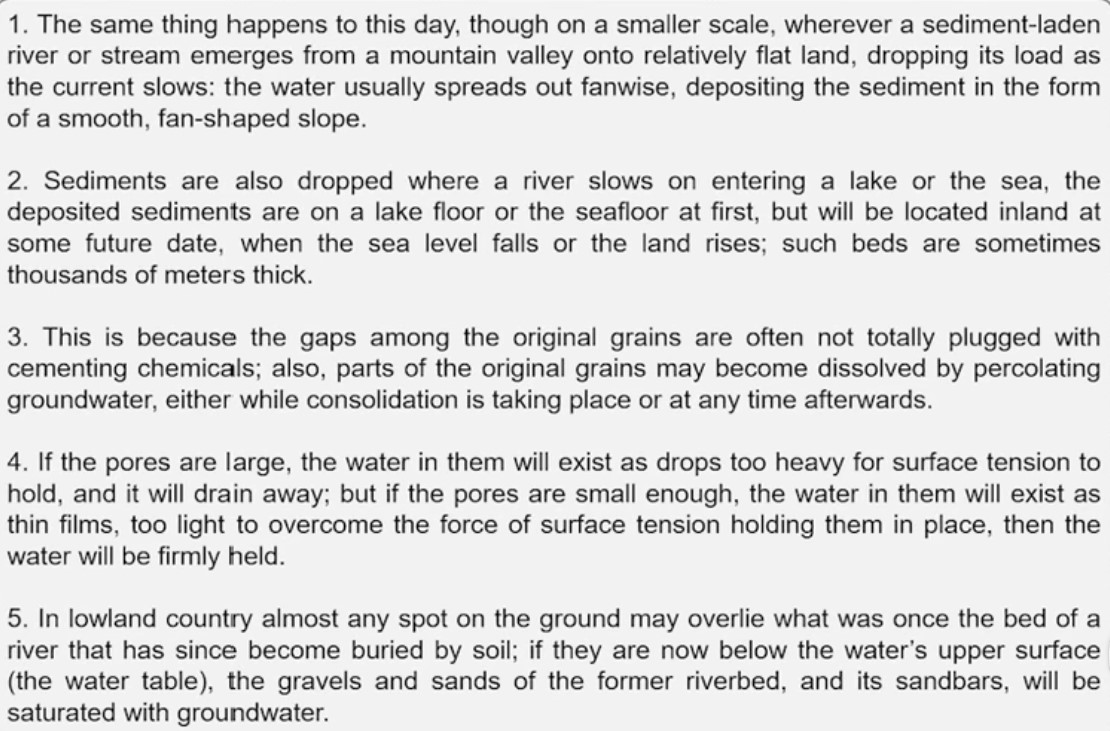 1. The same thing happens to this day, though on a smaller scale, wherever a sediment-laden
river or stream emerges from a mountain valley onto relatively flat land, dropping its load as
the current slows: the water usually spreads out fanwise, depositing the sediment in the form
of a smooth, fan-shaped slope.
2. Sediments are also dropped where a river slows on entering a lake or the sea, the
deposited sediments are on a lake floor or the seafloor at first, but will be located inland at
some future date, when the sea level falls or the land rises; such beds are sometimes
thousands of meters thick.
3. This is because the gaps among the original grains are often not totally plugged with
cementing chemicals; also, parts of the original grains may become dissolved by percolating
groundwater, either while consolidation is taking place or at any time afterwards.
4. If the pores are large, the water in them will exist as drops too heavy for surface tension to
hold, and it will drain away; but if the pores are small enough, the water in them will exist as
thin films, too light to overcome the force of surface tension holding them in place, then the
water will be firmly held.
5. In lowland country almost any spot on the ground may overlie what was once the bed of a
river that has since become buried by soil; if they are now below the water's upper surface
(the water table), the gravels and sands of the former riverbed, and its sandbars, will be
saturated with groundwater.